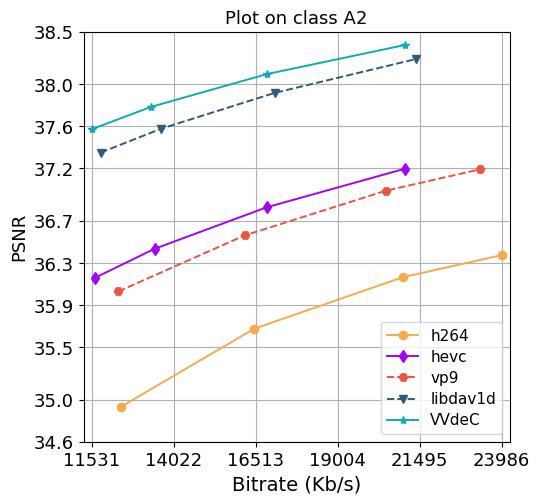 Plot on class A2
PSNR
38.5
38.0
37.6
37.2
36.7
36.3
35.9
35.5
35.0
34.6
h264
hevc
vp9
libdav1d
VVdeC
11531 14022 16513 19004 21495 23986
Bitrate (Kb/s)